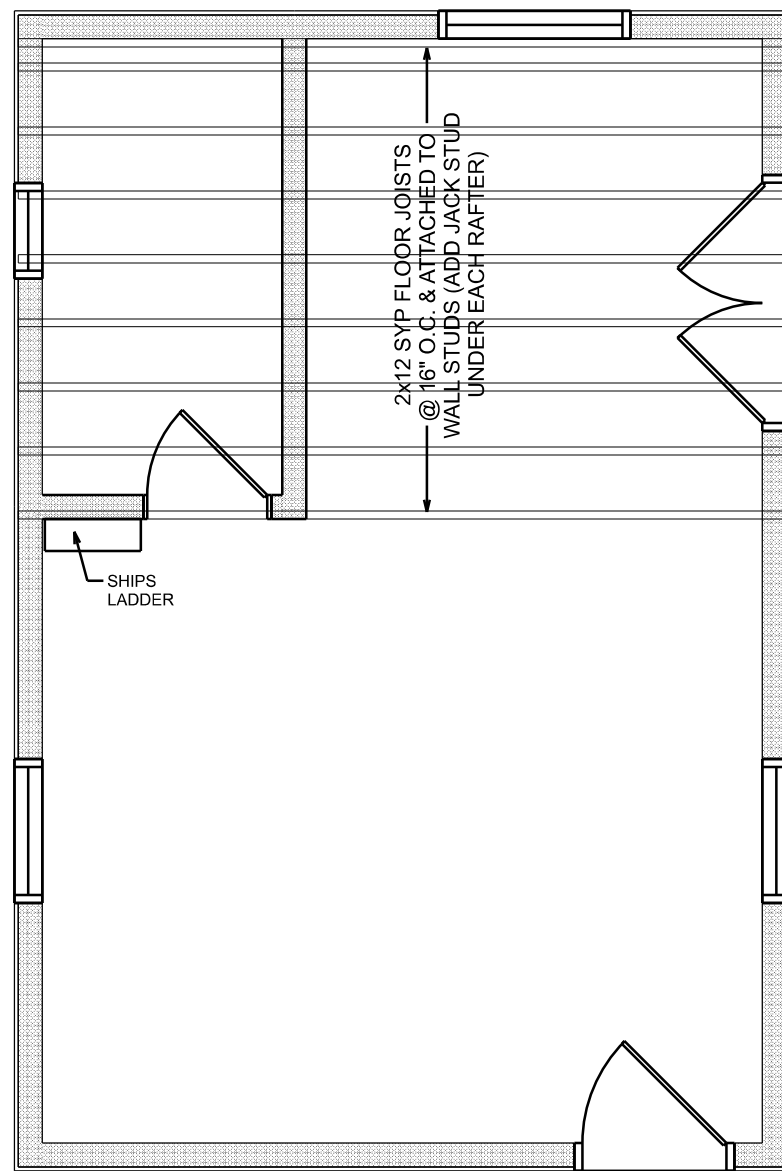 2x12 SYP FLOOR JOISTS
@ 16" O.C. & ATTACHED TO
WALL STUDS (ADD JACK STUD
UNDER EACH RAFTER)
SHIPS
LADDER